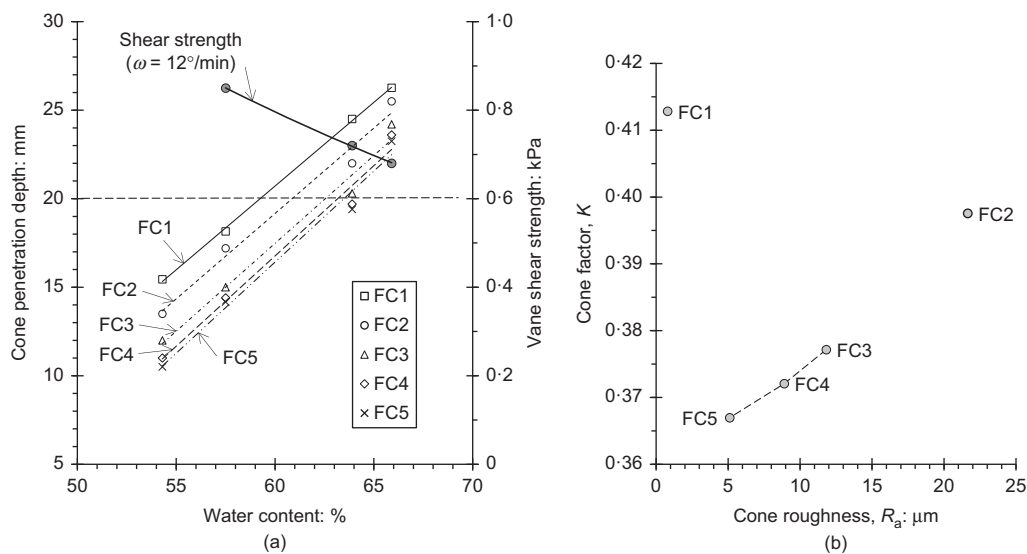 30
25
20
15
10
5
Cone penetration depth: mm
Shear strength
(ω = 12°/min)
FC1
FC2
FC3
FC4
FC5
FC1
FC2
FC3
FC4
FC5
1·0
0·8
0·6
0·4
0·2
0
Vane shear strength: kPa
50
55
60
65
70
Water content: %
(a)
0·42
0·41
0·40
0·39
0·38
0·37
0·36
Cone factor, K
FC1
FC2
FC3
FC4
FC5
0
5
10
15
20
25
Cone roughness, Ra: μm
(b)